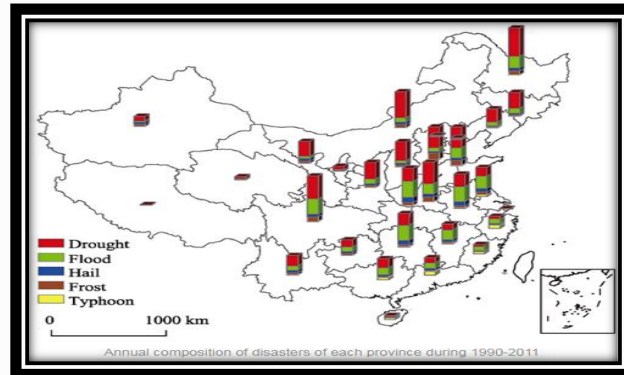 Drought
Flood
Hail
Frost
Typhoon
0 1000 km
Annual composition of disasters of each province during 1990-2011